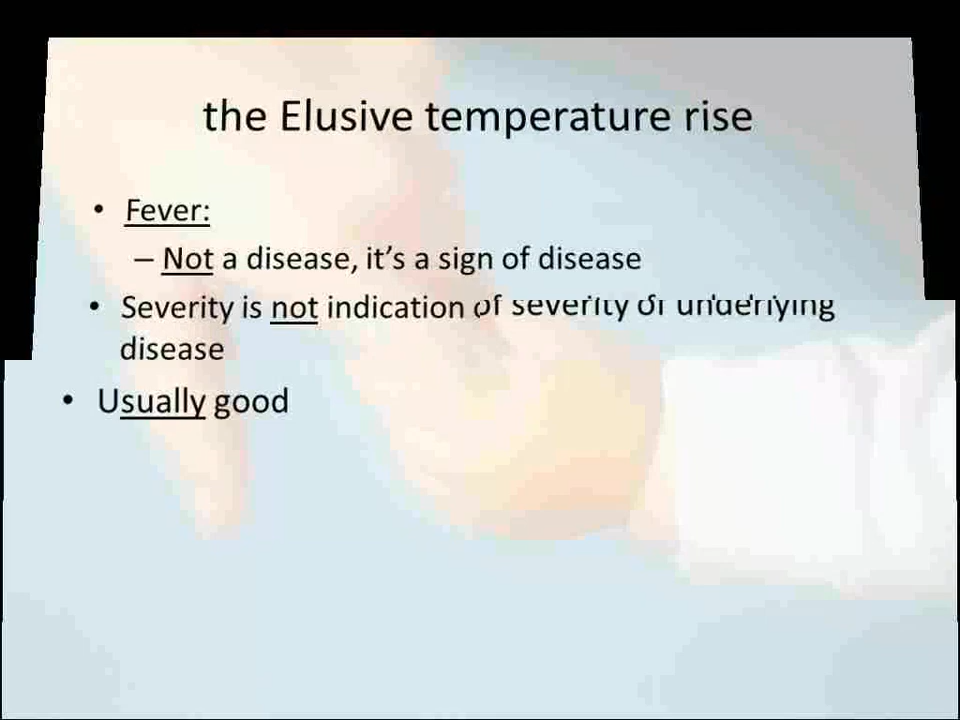 the Elusive temperature rise
• Fever:
– Not a disease, it's a sign of disease
• Severity is not indication of severity of underlying
disease
• Usually good